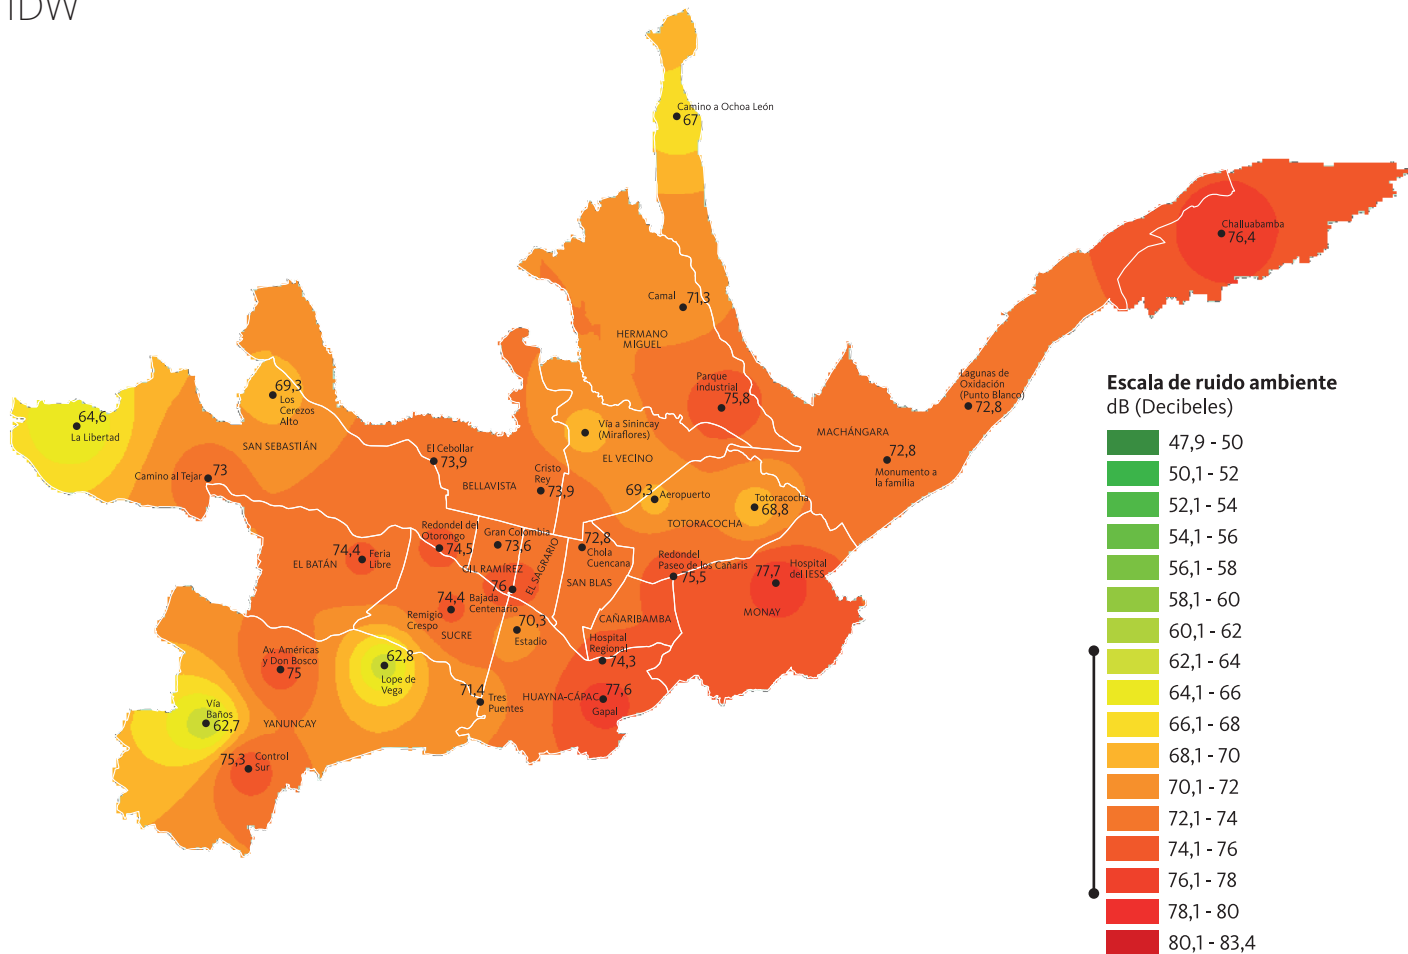 IDW
Camino a Ochoa León
67
Challuabamba
76,4
Camal
71,3
HERMANO
MIGUEL
Parque
industrial
75,8
Lagunas de
Oxidación
(Punto Blanco)
72,8
69,3
Los
Cerezos
Alto
64,6
La Libertad
SAN SEBASTIÁN
Vía a Sinincay
(Miraflores)
MACHÁNGARA
El Cebollar
73,9
EL VECINO
72,8
Monumento a
la familia
Camino al Tejar
73
BELLAVISTA
Cristo
Rey
73,9
69,3
Aeropuerto
Totoracocha
68,8
TOTORACOCHA
Redondel del
Otorongo
74,5
Gran Colombia
73,6
72,8
Chola
Cuencana
74,4
Feria
Libre
EL BATÁN
GIL RAMÍREZ
EL SAGRARIO
SAN BLAS
Redondel
Paseo de los Cañaris
75,5
77,7
Hospital
del IESS
MONAY
76
Bajada
Centenario
74,4
Remigio
Crespo
SUCRE
70,3
Estadio
CAÑARIBAMBA
Hospital
Regional
74,3
Av. Américas
y Don Bosco
75
62,8
Lope de
Vega
71,4
Tres
Puentes
HUAYNA-CÁPAC
77,6
Gapal
Vía
Baños
62,7
YANUNCAY
75,3
Control
Sur
Escala de ruido ambiente
dB (Decibeles)
47,9 - 50
50,1 - 52
52,1 - 54
54,1 - 56
56,1 - 58
58,1 - 60
60,1 - 62
62,1 - 64
64,1 - 66
66,1 - 68
68,1 - 70
70,1 - 72
72,1 - 74
74,1 - 76
76,1 - 78
78,1 - 80
80,1 - 83,4